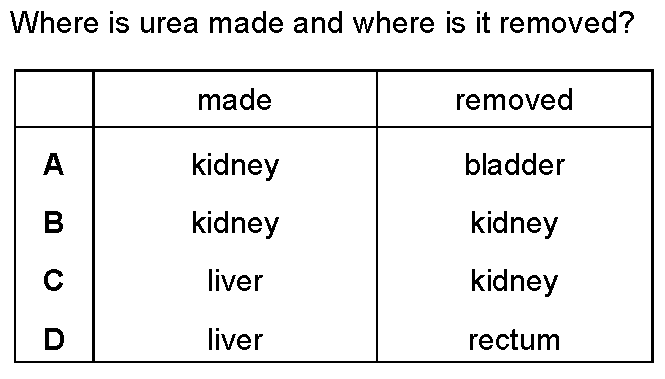 Where is urea made and where is it removed?
made removed
A kidney bladder
B kidney kidney
C liver kidney
D liver rectum